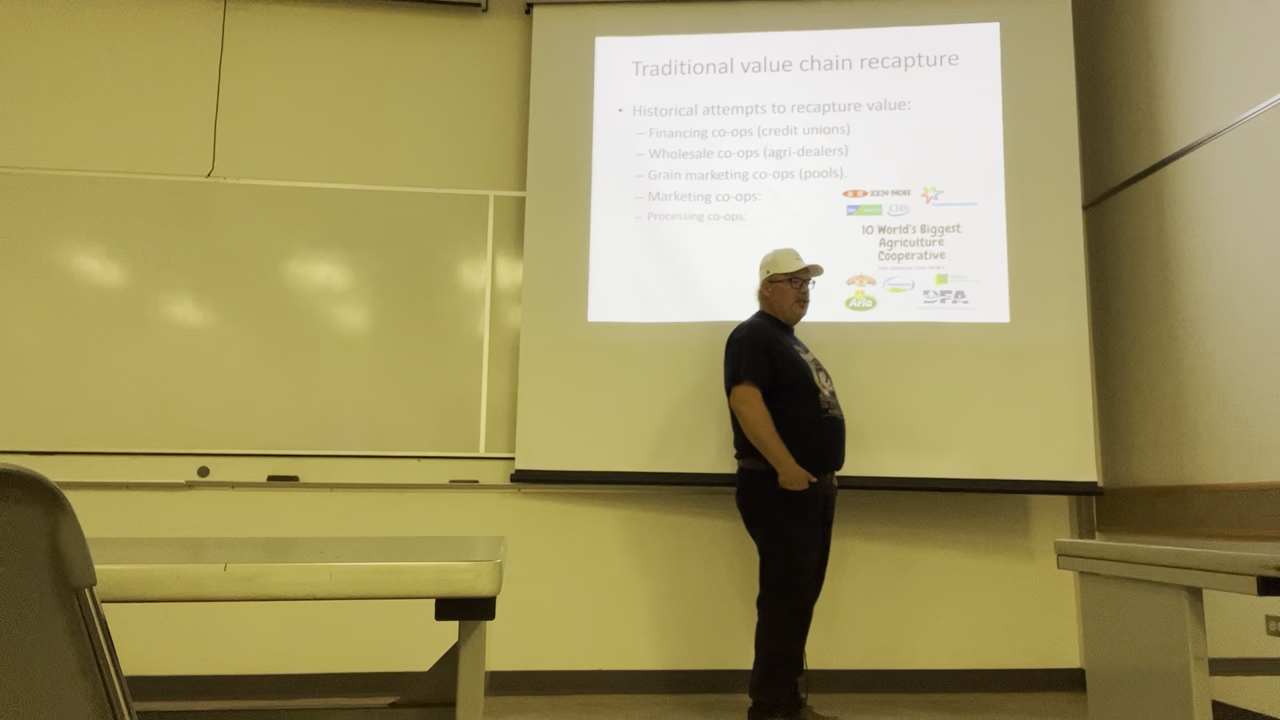 Traditional value chain recapture
• Historical attempts to recapture value:
– Financing co-ops (credit unions)
– Wholesale co-ops (agri-dealers)
– Grain marketing co-ops (pools).
– Marketing co-ops:
– Processing co-ops:
ZEN-NOH
CHS
10 World's Biggest
Agriculture
Cooperative
Arla
DFA